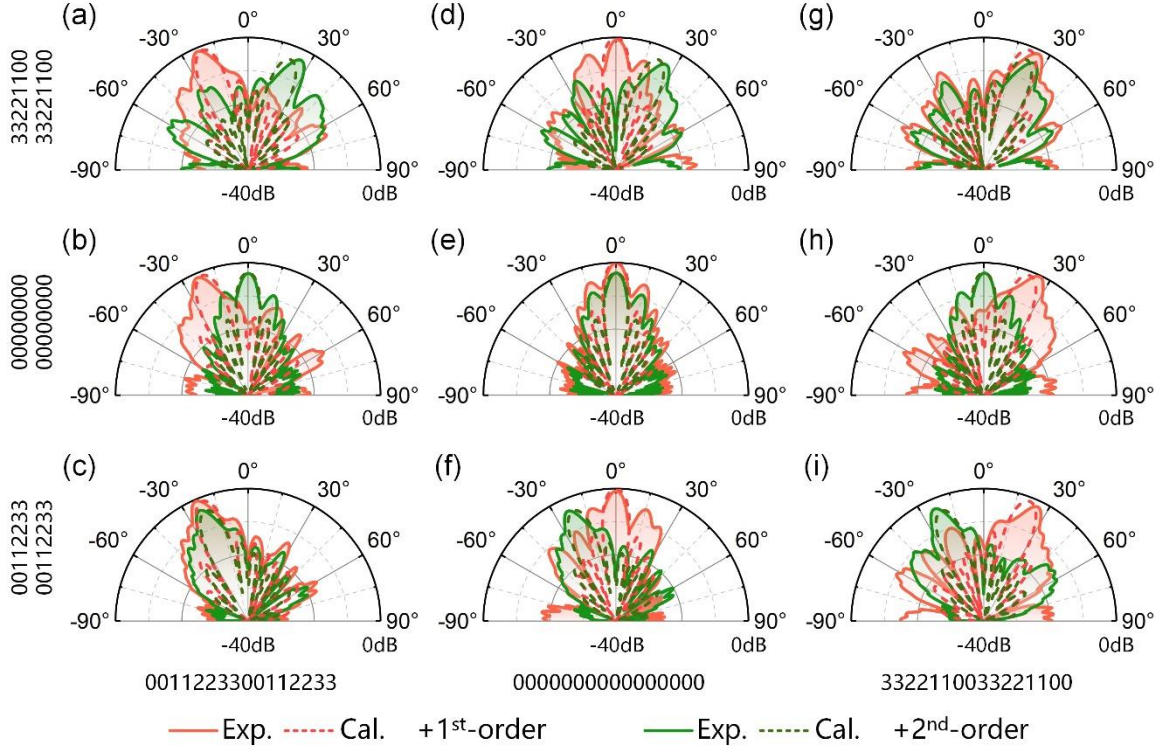 (a) (d) (g)
0° 0° 0°
-30° 30° -30° 30° -30° 30°
-60° 60° -60° 60° -60° 60°
33221100
33221100
-90° 90° -90° 90° -90° 90°
-40dB 0dB -40dB 0dB -40dB 0dB
(b) (e) (h)
0° 0° 0°
-30° 30° -30° 30° -30° 30°
-60° 60° -60° 60° -60° 60°
00000000
00000000
-90° 90° -90° 90° -90° 90°
-40dB 0dB -40dB 0dB -40dB 0dB
(c) (f) (i)
0° 0° 0°
-30° 30° -30° 30° -30° 30°
-60° 60° -60° 60° -60° 60°
00112233
00112233
-90° 90° -90° 90° -90° 90°
-40dB 0dB -40dB 0dB -40dB 0dB
0011223300112233 0000000000000000 3322110033221100
Exp. Cal. +1st-order Exp. Cal. +2nd-order